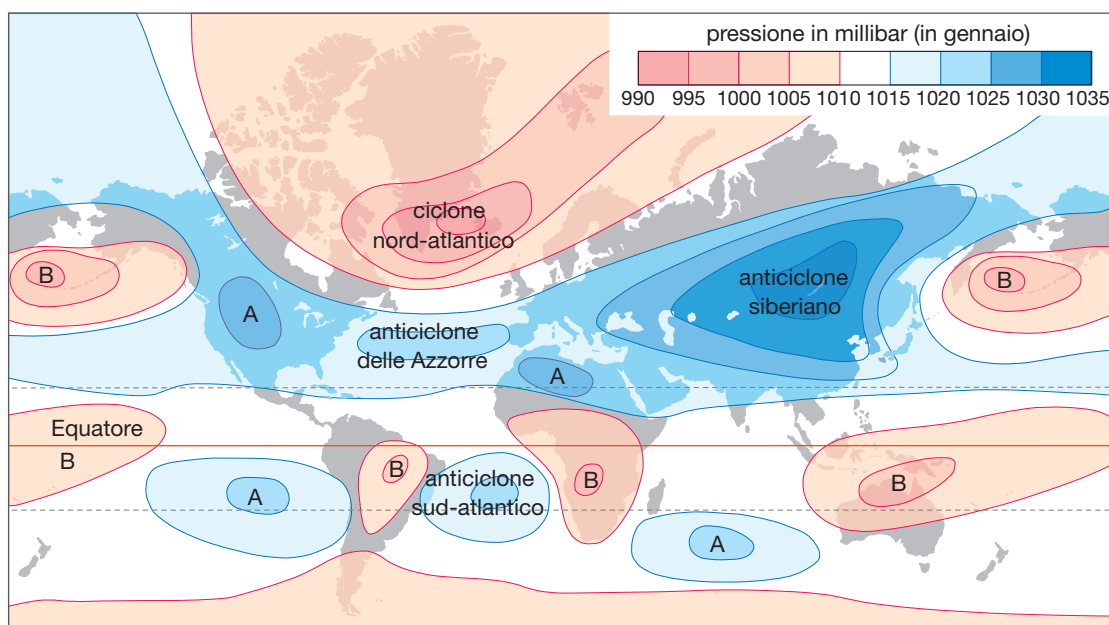 pressione in millibar (in gennaio)
990 995 1000 1005 1010 1015 1020 1025 1030 1035
ciclone
nord-atlantico
B
B
anticiclone
siberiano
A
anticiclone
delle Azzorre
A
Equatore
B
B
anticiclone
sud-atlantico
B
B
A
A